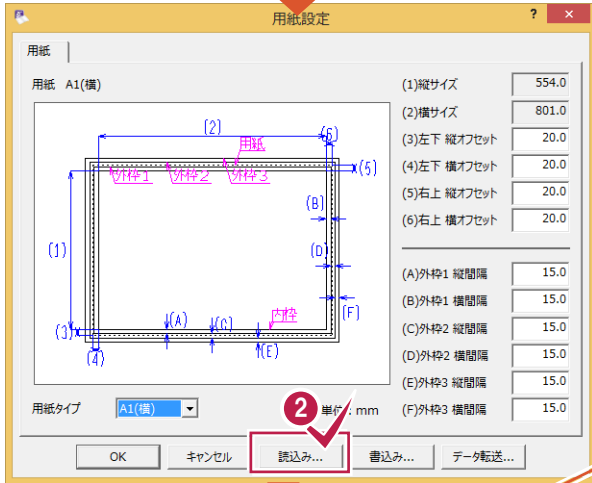 用紙設定
? ×
用紙
用紙 A1(横)
(1)縦サイズ 554.0
(2)横サイズ 801.0
(3)左下 縦オフセット 20.0
(4)左下 横オフセット 20.0
(5)右上 縦オフセット 20.0
(6)右上 横オフセット 20.0
(A)外枠1 縦間隔 15.0
(B)外枠1 横間隔 15.0
(C)外枠2 縦間隔 15.0
(D)外枠2 横間隔 15.0
(E)外枠3 縦間隔 15.0
(F)外枠3 横間隔 15.0
(2)
(6)
用紙
外枠1 外枠2 外枠3
(5)
(B)
(1)
(D)
(F)
内枠
(A)
(C)
(3)
(E)
(4)
用紙タイプ A1(横)
2
mm
OK キャンセル 読込み... 書込み... データ転送...